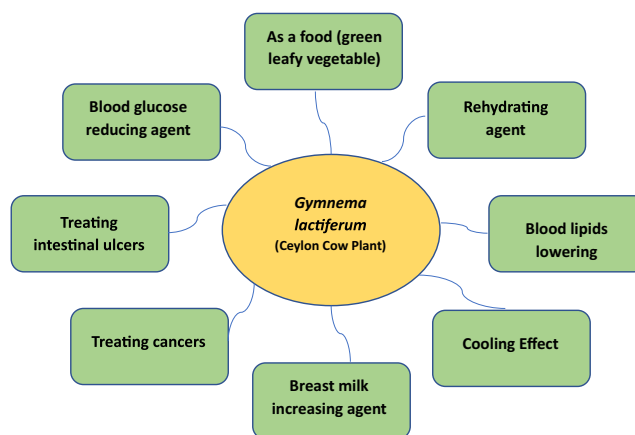 As a food (green
leafy vegetable)
Blood glucose
reducing agent
Rehydrating
agent
Gymnema
lactiferum
(Ceylon Cow Plant)
Treating
intestinal ulcers
Blood lipids
lowering
Treating cancers
Cooling Effect
Breast milk
increasing agent